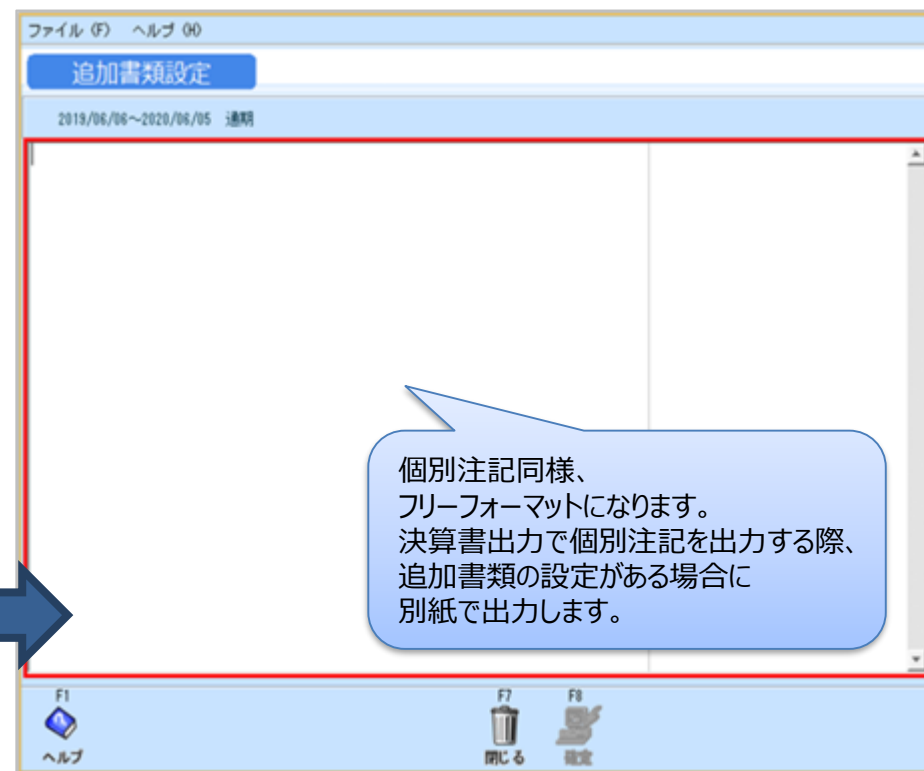 ファイル (F) ヘルプ (H)
追加書類設定
2019/06/06～2020/06/05 通期
個別注記同様、
フリーフォーマットになります。
決算書出力で個別注記を出力する際、
追加書類の設定がある場合に
別紙で出力します。
F1 F7 F8
ヘルプ 閉じる 確定